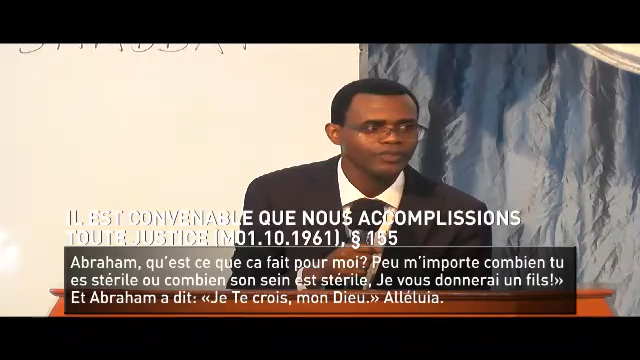 SHABBAT
IL EST CONVENABLE QUE NOUS ACCOMPLISSIONS
TOUTE JUSTICE (M01.10.1961), § 155
Abraham, qu'est ce que ca fait pour moi? Peu m'importe combien tu
es stérile ou combien son sein est stérile, Je vous donnerai un fils!»
Et Abraham a dit: «Je Te crois, mon Dieu.» Alléluia.